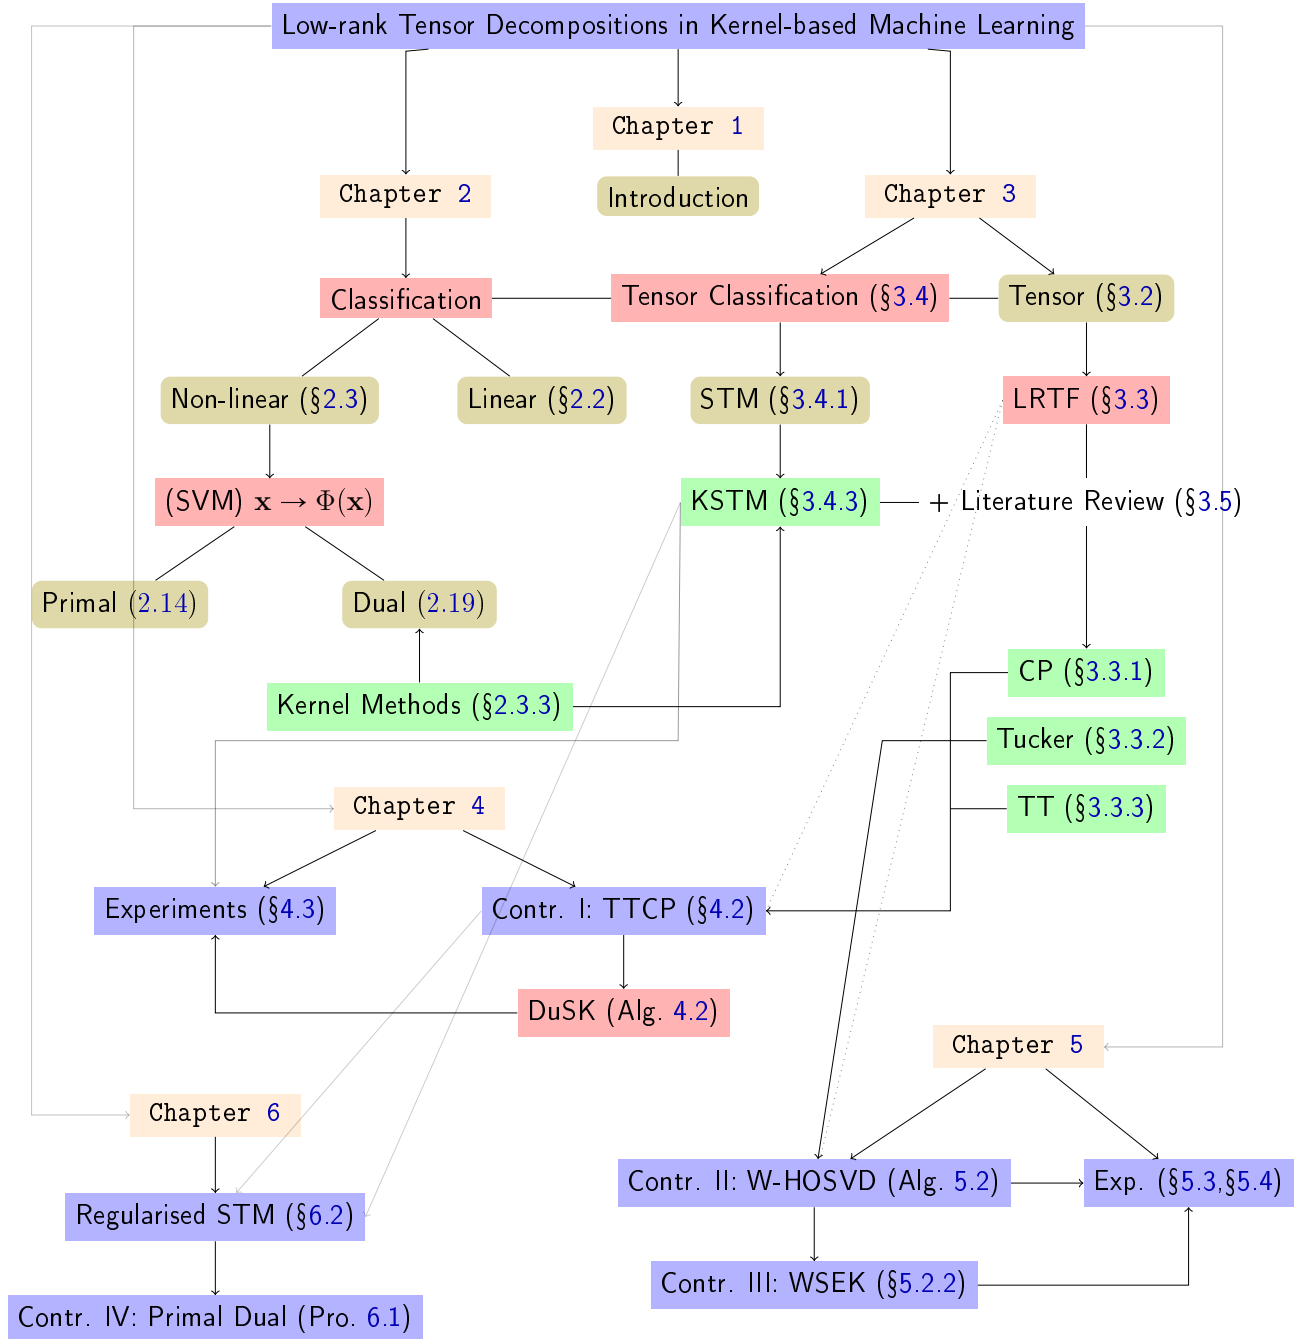 Low-rank Tensor Decompositions in Kernel-based Machine Learning
Chapter 1
Chapter 2
Introduction
Chapter 3
Classification
Tensor Classification (§3.4)
Tensor (§3.2)
Non-linear (§2.3)
Linear (§2.2)
STM (§3.4.1)
LRTF (§3.3)
(SVM) x → Φ(x)
KSTM (§3.4.3)
+ Literature Review (§3.5)
Primal (2.14)
Dual (2.19)
CP (§3.3.1)
Kernel Methods (§2.3.3)
Tucker (§3.3.2)
Chapter 4
TT (§3.3.3)
Experiments (§4.3)
Contr. I: TTCP (§4.2)
DuSK (Alg. 4.2)
Chapter 5
Chapter 6
Contr. II: W-HOSVD (Alg. 5.2)
Exp. (§5.3,§5.4)
Regularised STM (§6.2)
Contr. III: WSEK (§5.2.2)
Contr. IV: Primal Dual (Pro. 6.1)